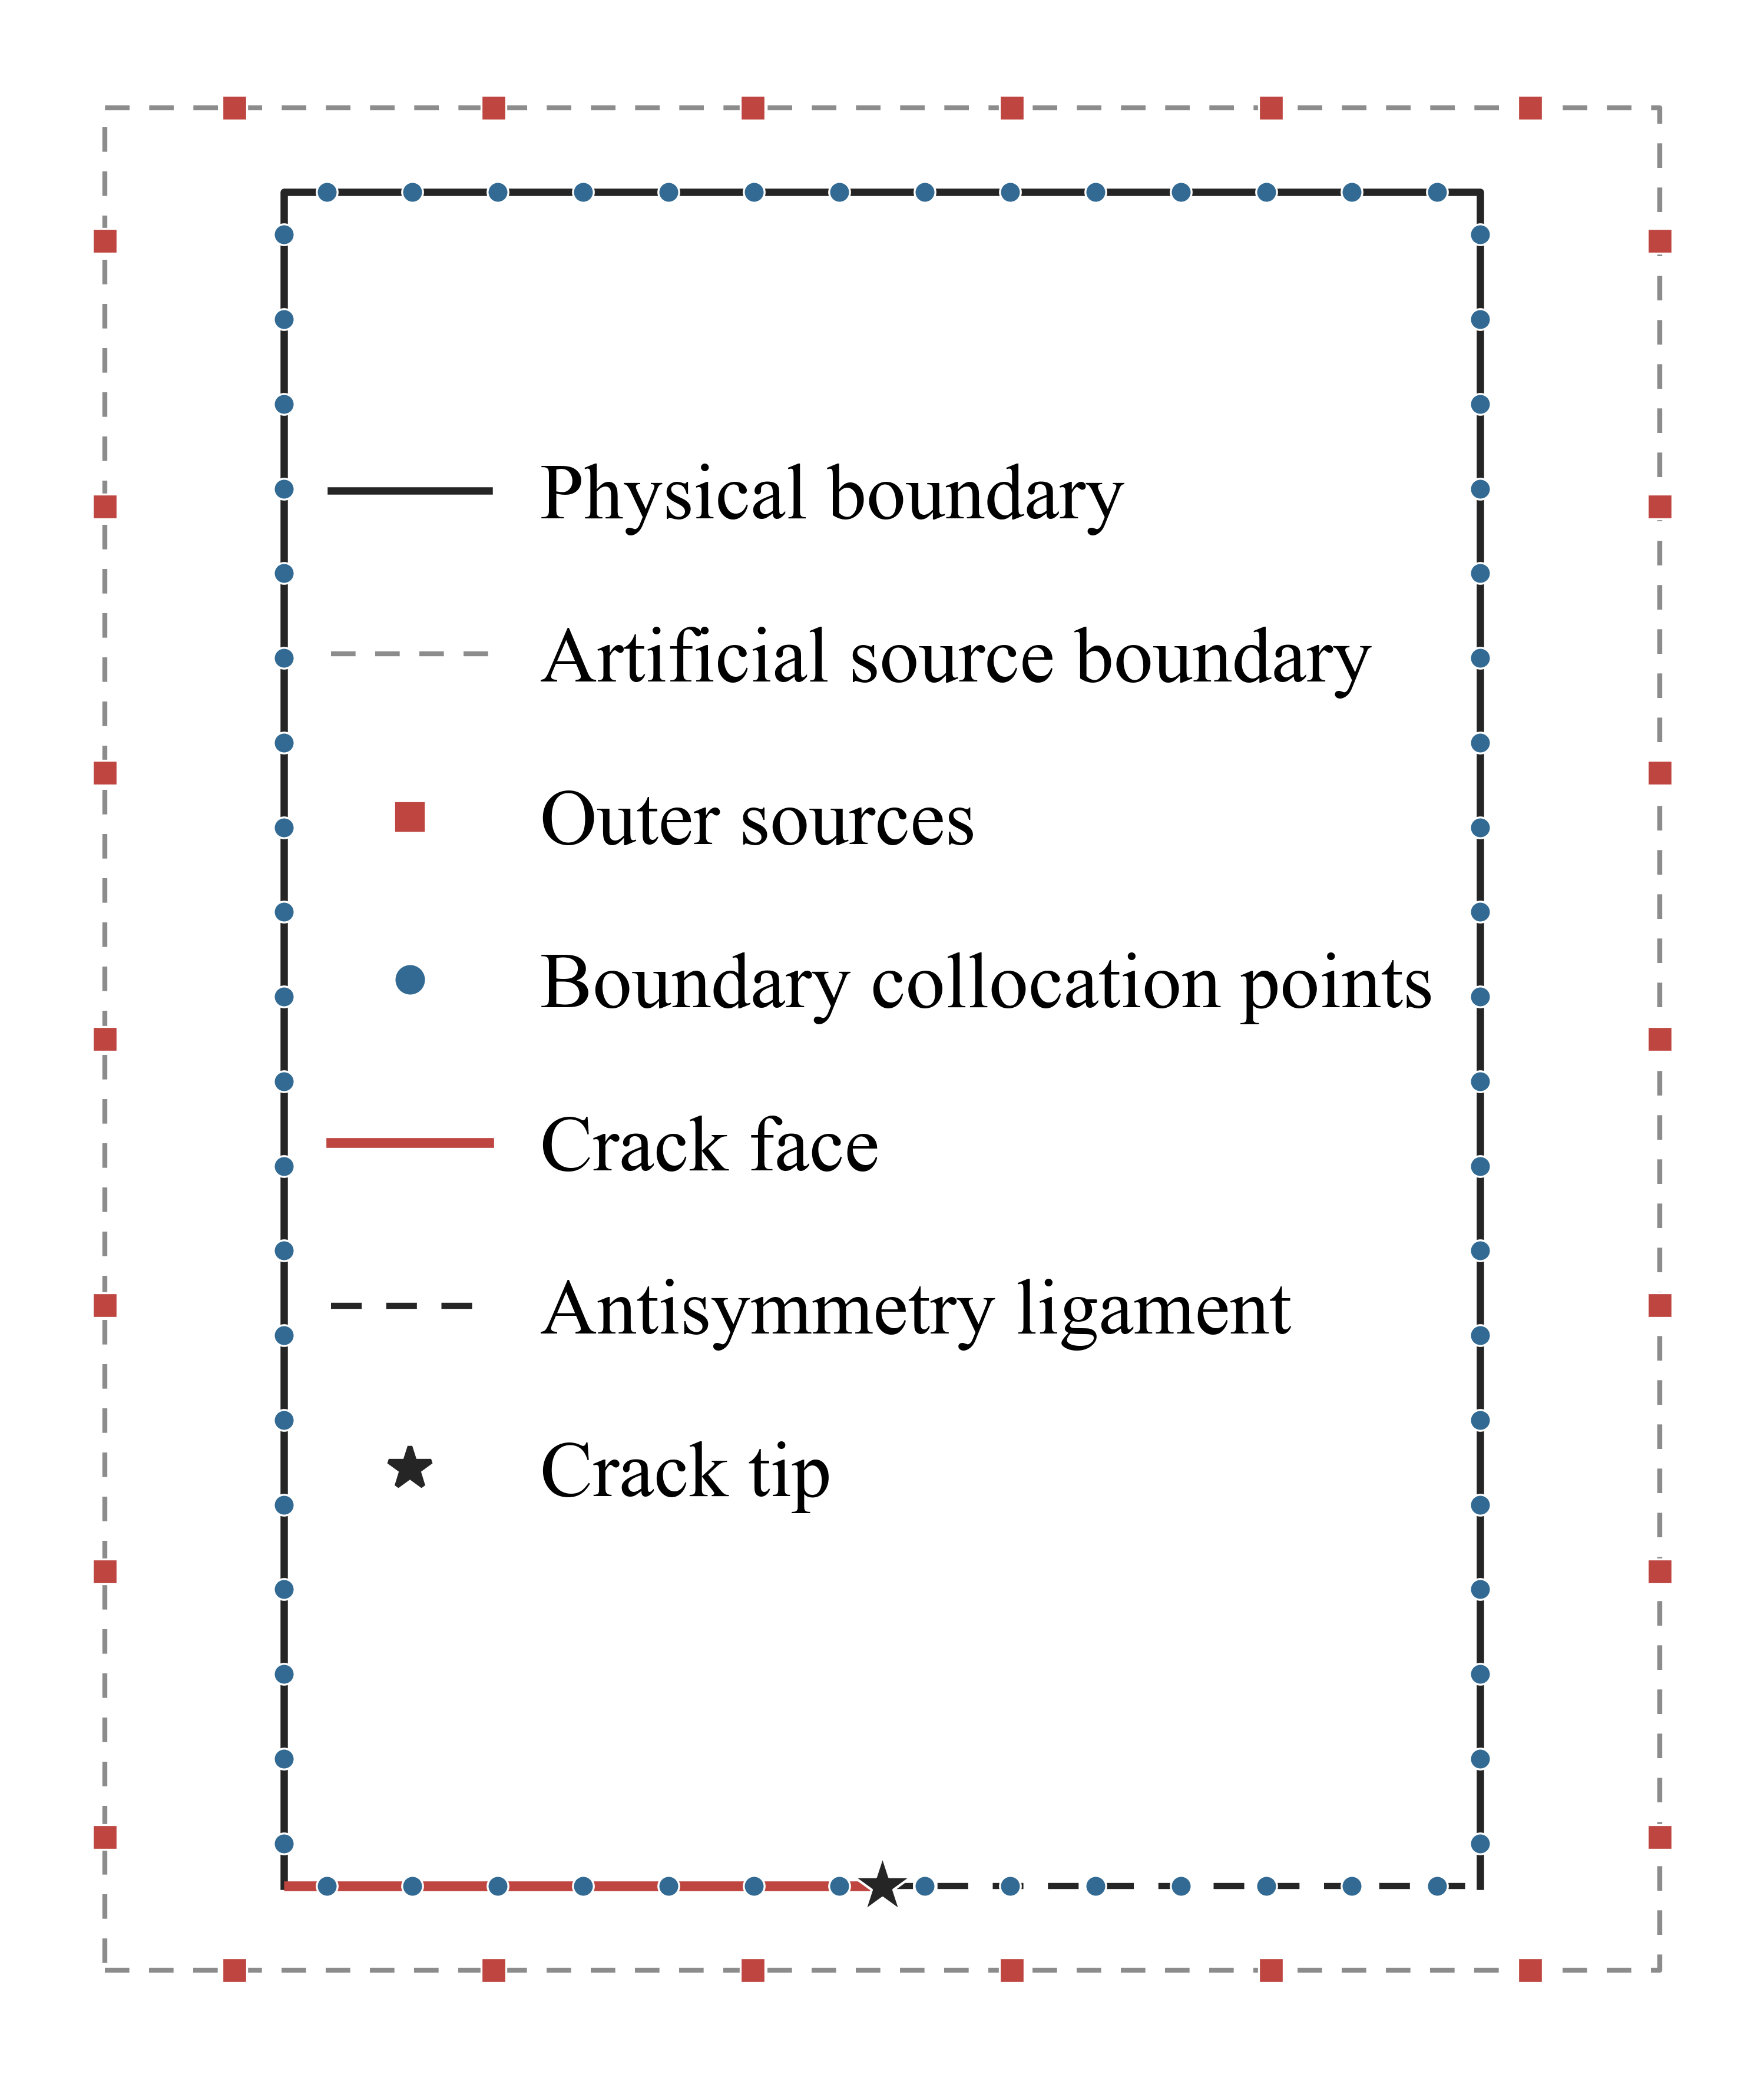 Physical boundary
Artificial source boundary
Outer sources
Boundary collocation points
Crack face
Antisymmetry ligament
Crack tip